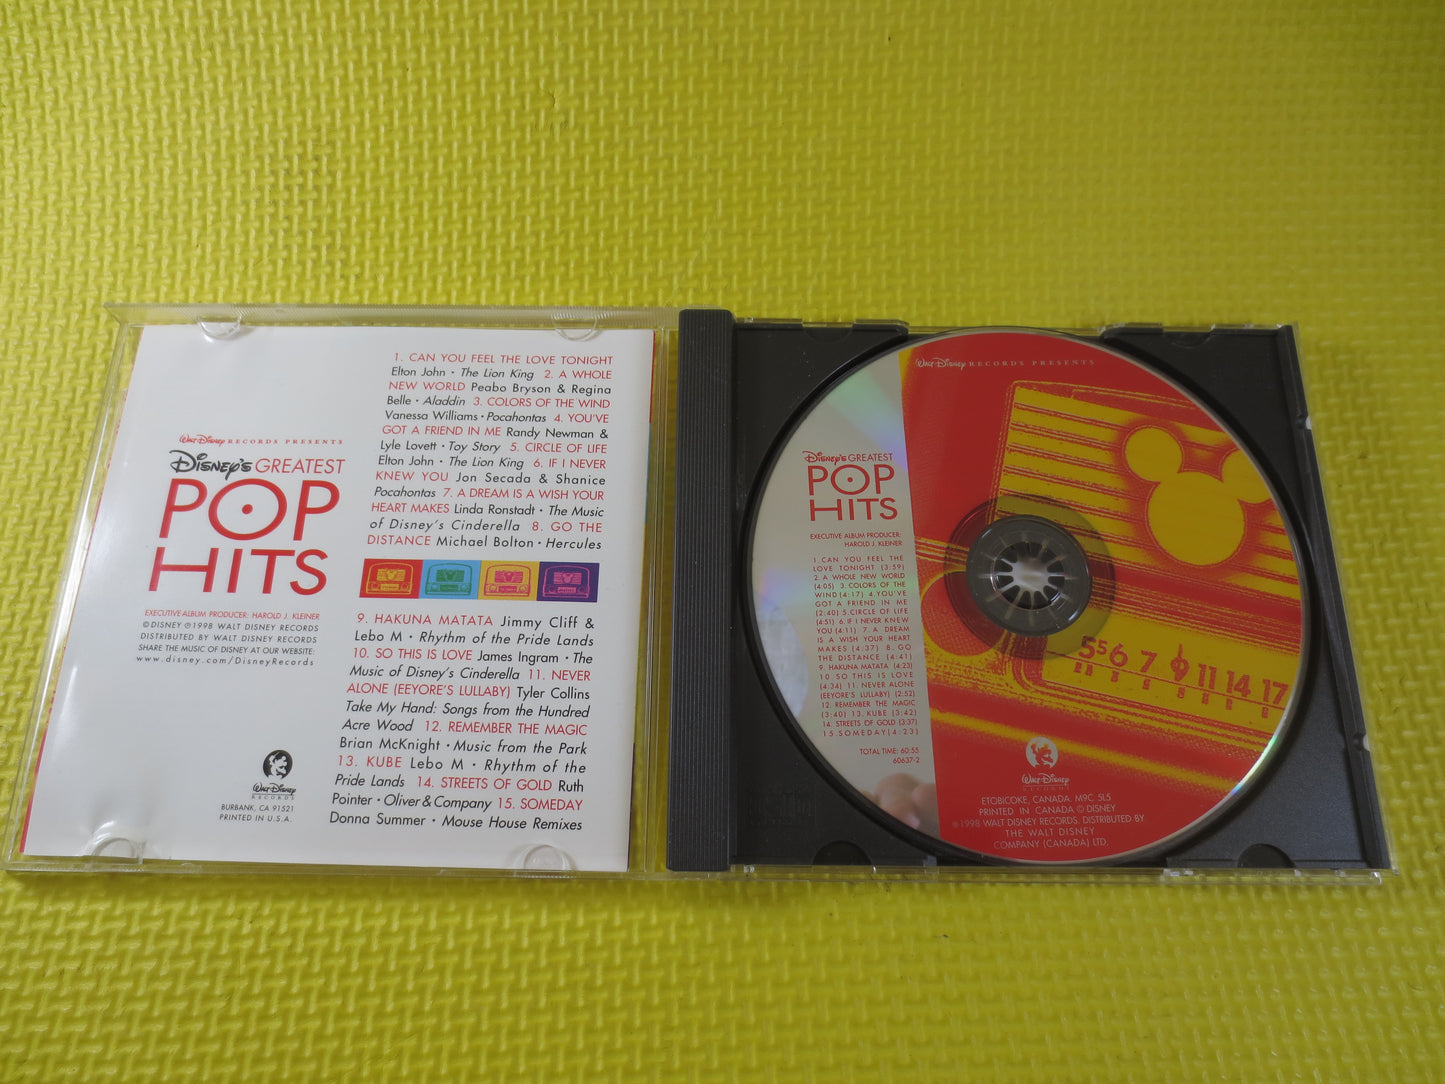 WALT DISNEY RECORDS PRESENTS
DISNEY'S GREATEST
POP
HITS
EXECUTIVE ALBUM PRODUCER: HAROLD J. KLEINER
© DISNEY ℗ 1998 WALT DISNEY RECORDS
DISTRIBUTED BY WALT DISNEY RECORDS
SHARE THE MUSIC OF DISNEY AT OUR WEBSITE:
www.disney.com/DisneyRecords
WALT DISNEY
RECORDS
BURBANK, CA 91521
PRINTED IN U.S.A.
1. CAN YOU FEEL THE LOVE TONIGHT
Elton John · The Lion King 2. A WHOLE
NEW WORLD Peabo Bryson & Regina
Belle · Aladdin 3. COLORS OF THE WIND
Vanessa Williams · Pocahontas 4. YOU'VE
GOT A FRIEND IN ME Randy Newman &
Lyle Lovett · Toy Story 5. CIRCLE OF LIFE
Elton John · The Lion King 6. IF I NEVER
KNEW YOU Jon Secada & Shanice
Pocahontas 7. A DREAM IS A WISH YOUR
HEART MAKES Linda Ronstadt · The Music
of Disney's Cinderella 8. GO THE
DISTANCE Michael Bolton · Hercules
9. HAKUNA MATATA Jimmy Cliff &
Lebo M · Rhythm of the Pride Lands
10. SO THIS IS LOVE James Ingram · The
Music of Disney's Cinderella 11. NEVER
ALONE (EEYORE'S LULLABY) Tyler Collins
Take My Hand: Songs from the Hundred
Acre Wood 12. REMEMBER THE MAGIC
Brian McKnight · Music from the Park
13. KUBE Lebo M · Rhythm of the
Pride Lands 14. STREETS OF GOLD Ruth
Pointer · Oliver & Company 15. SOMEDAY
Donna Summer · Mouse House Remixes
WALT DISNEY RECORDS PRESENTS
DISNEY'S GREATEST
POP
HITS
EXECUTIVE ALBUM PRODUCER:
HAROLD J. KLEINER
1 CAN YOU FEEL THE
LOVE TONIGHT (3:59)
2. A WHOLE NEW WORLD
(4:05) 3. COLORS OF THE
WIND (4:17) 4. YOU'VE
GOT A FRIEND IN ME
(2:40) 5. CIRCLE OF LIFE
(4:51) 6 IF I NEVER KNEW
YOU (4:11) 7. A DREAM
IS A WISH YOUR HEART
MAKES (4:37) 8. GO
THE DISTANCE (4:41)
9. HAKUNA MATATA (4:23)
10 SO THIS IS LOVE
(4:34) 11. NEVER ALONE
(EEYORE'S LULLABY) (2:52)
12. REMEMBER THE MAGIC
(3:40) 13. KUBE (3:42)
14. STREETS OF GOLD (3:37)
15 SOMEDAY (4:23)
TOTAL TIME: 60:55
60637-2
55 6 7 9 11 14 17
WALT DISNEY
RECORDS
ETOBICOKE, CANADA M9C 5L5
PRINTED IN CANADA © DISNEY
℗ 1998 WALT DISNEY RECORDS. DISTRIBUTED BY
THE WALT DISNEY
COMPANY (CANADA) LTD.